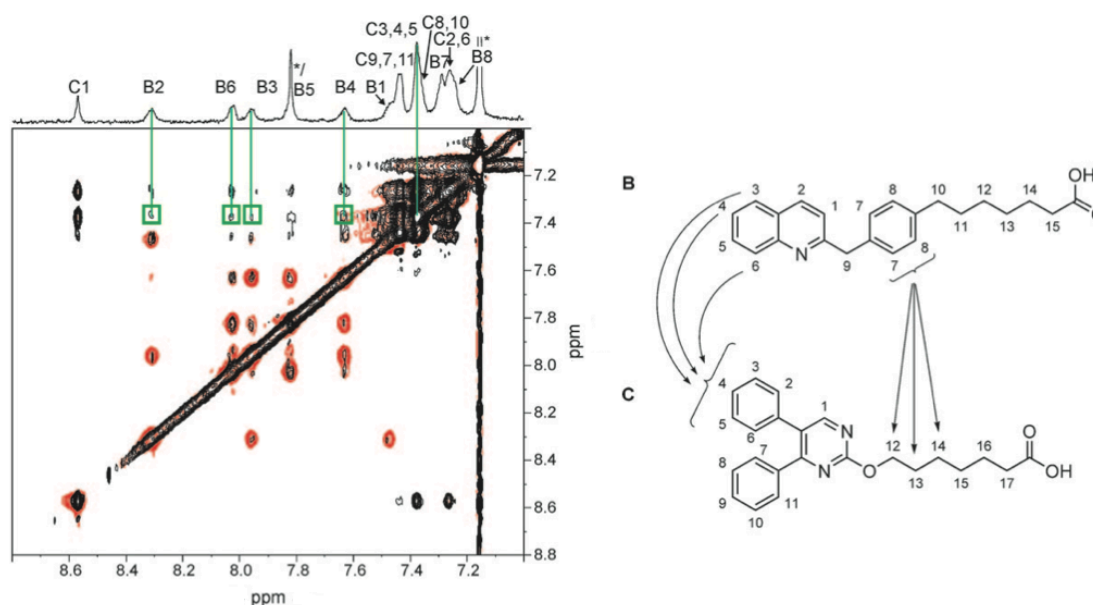 C3,4,5 C8,10
C9,7,11 C2,6 ||*
C1 B2 B6 B3 */ B5 B4 B1 B7 B8
7.2
7.4
7.6
7.8
8.0
8.2
8.4
8.6
8.8
ppm
8.6 8.4 8.2 8.0 7.8 7.6 7.4 7.2
ppm
B
3 2 8 10 12 14 OH
4 1 7
5 11 13 15
6 N 9 7 8
C
3 2
4 1
5 N 14 16 O
6 12
7 N O 13 15 17 OH
8
9 11
10